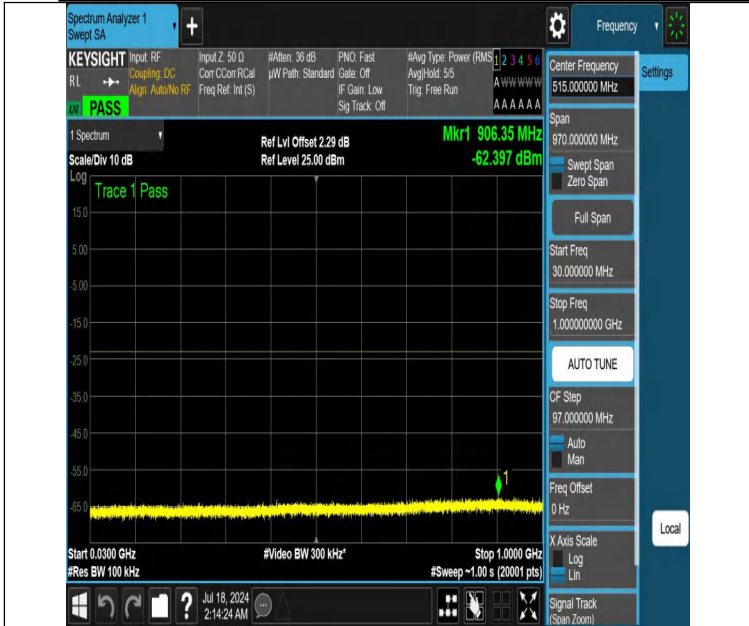 Spectrum Analyzer 1
Swept SA
Frequency
KEYSIGHT
RL
PASS
Input: RF
Coupling: DC
Align: Auto/No RF
Input Z: 50 Ω
Corr CCorr RCal
Freq Ref: Int (S)
#Atten: 36 dB
µW Path: Standard
PNO: Fast
Gate: Off
IF Gain: Low
Sig Track: Off
#Avg Type: Power (RMS
Avg|Hold: 5/5
Trig: Free Run
1 2 3 4 5 6
A W W W W W
A A A A A A
1 Spectrum
Scale/Div 10 dB
Ref Lvl Offset 2.29 dB
Ref Level 25.00 dBm
Mkr1 906.35 MHz
-62.397 dBm
Log
Trace 1 Pass
15.0
5.00
-5.00
-15.0
-25.0
-35.0
-45.0
-55.0
-65.0
1
Start 0.0300 GHz
#Res BW 100 kHz
#Video BW 300 kHz*
Stop 1.0000 GHz
#Sweep ~1.00 s (20001 pts)
Jul 18, 2024
2:14:24 AM
Center Frequency
515.000000 MHz
Settings
Span
970.000000 MHz
Swept Span
Zero Span
Full Span
Start Freq
30.000000 MHz
Stop Freq
1.000000000 GHz
AUTO TUNE
CF Step
97.000000 MHz
Auto
Man
Freq Offset
0 Hz
X Axis Scale
Log
Lin
Local
Signal Track
(Span Zoom)